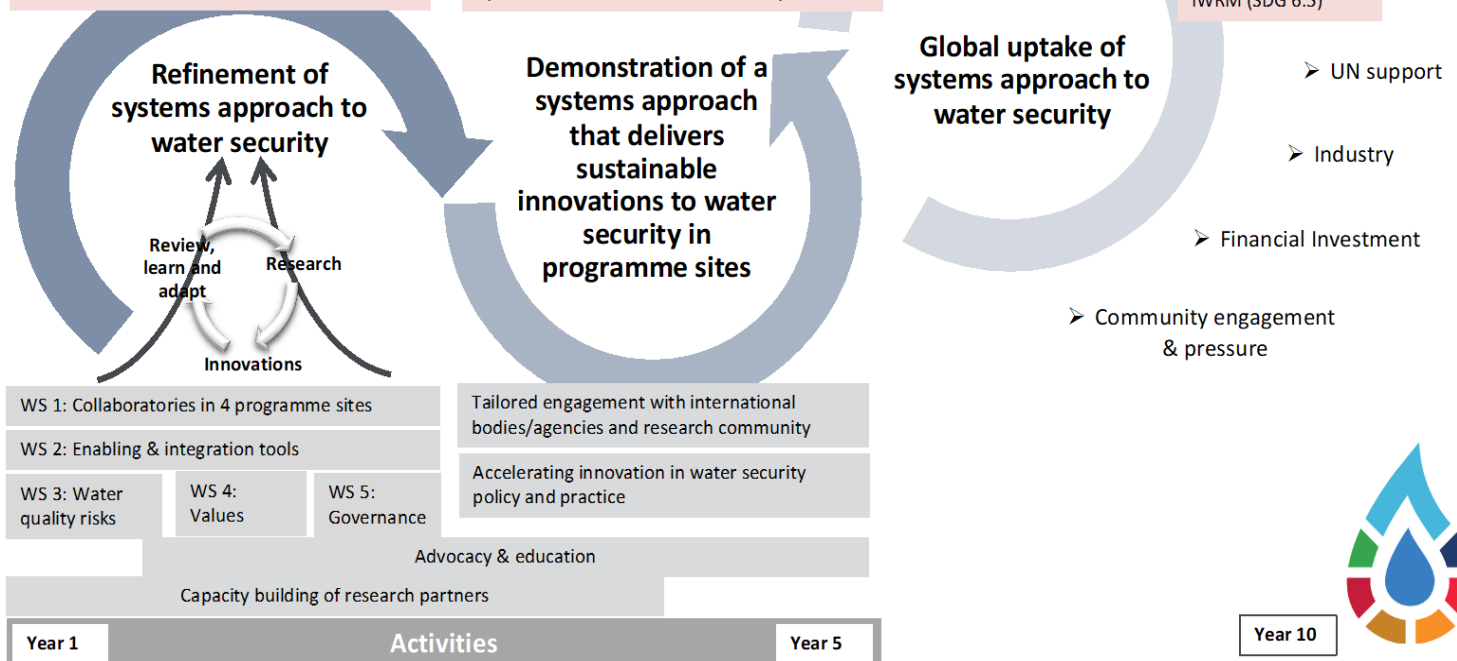 IWRM (SDG 6.5)
Refinement of
systems approach to
water security
Demonstration of a
systems approach
that delivers
sustainable
innovations to water
security in
programme sites
Global uptake of
systems approach to
water security
➢ UN support
➢ Industry
➢ Financial Investment
➢ Community engagement
& pressure
Review,
learn and
adapt
Research
Innovations
WS 1: Collaboratories in 4 programme sites
WS 2: Enabling & integration tools
WS 3: Water
quality risks
WS 4:
Values
WS 5:
Governance
Tailored engagement with international
bodies/agencies and research community
Accelerating innovation in water security
policy and practice
Advocacy & education
Capacity building of research partners
Year 1
Activities
Year 5
Year 10